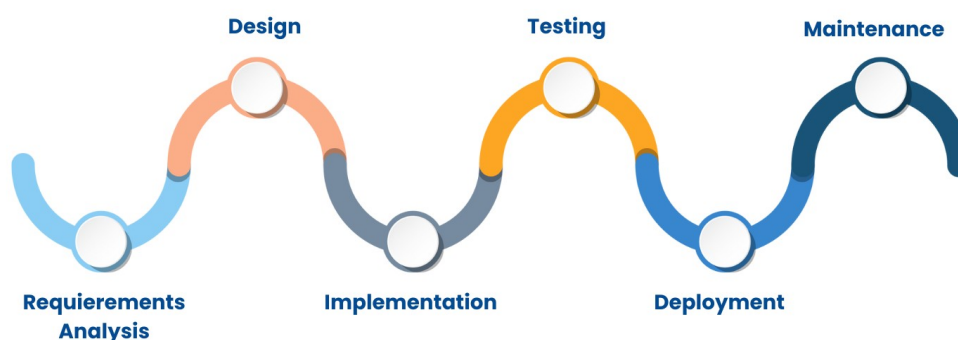 Design
Testing
Maintenance
Requierements
Analysis
Implementation
Deployment